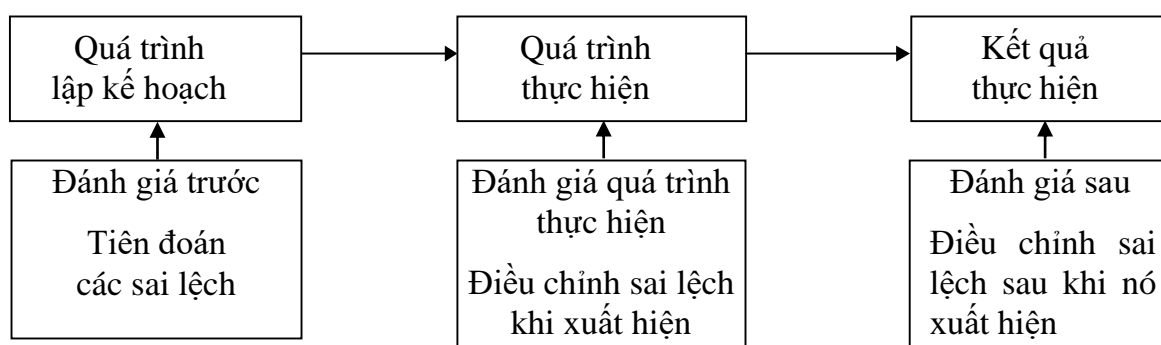 Quá trình
lập kế hoạch
Quá trình
thực hiện
Kết quả
thực hiện
Đánh giá trước
Tiên đoán
các sai lệch
Đánh giá quá trình
thực hiện
Điều chỉnh sai lệch
khi xuất hiện
Đánh giá sau
Điều chỉnh sai
lệch sau khi nó
xuất hiện